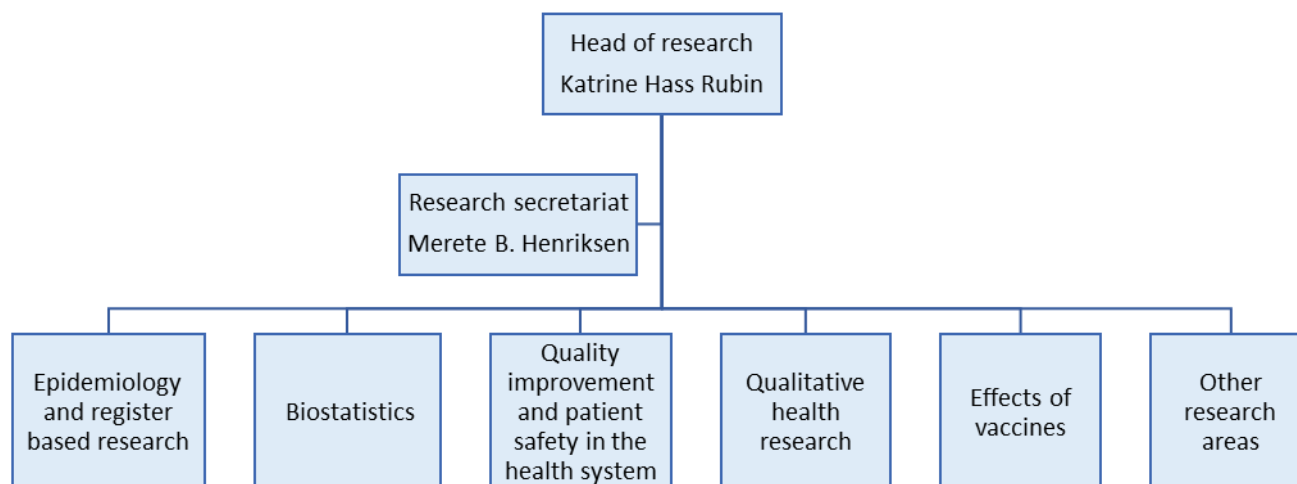 Head of research
Katrine Hass Rubin
Research secretariat
Merete B. Henriksen
Epidemiology
and register
based research
Biostatistics
Quality
improvement
and patient
safety in the
health system
Qualitative
health
research
Effects of
vaccines
Other
research
areas